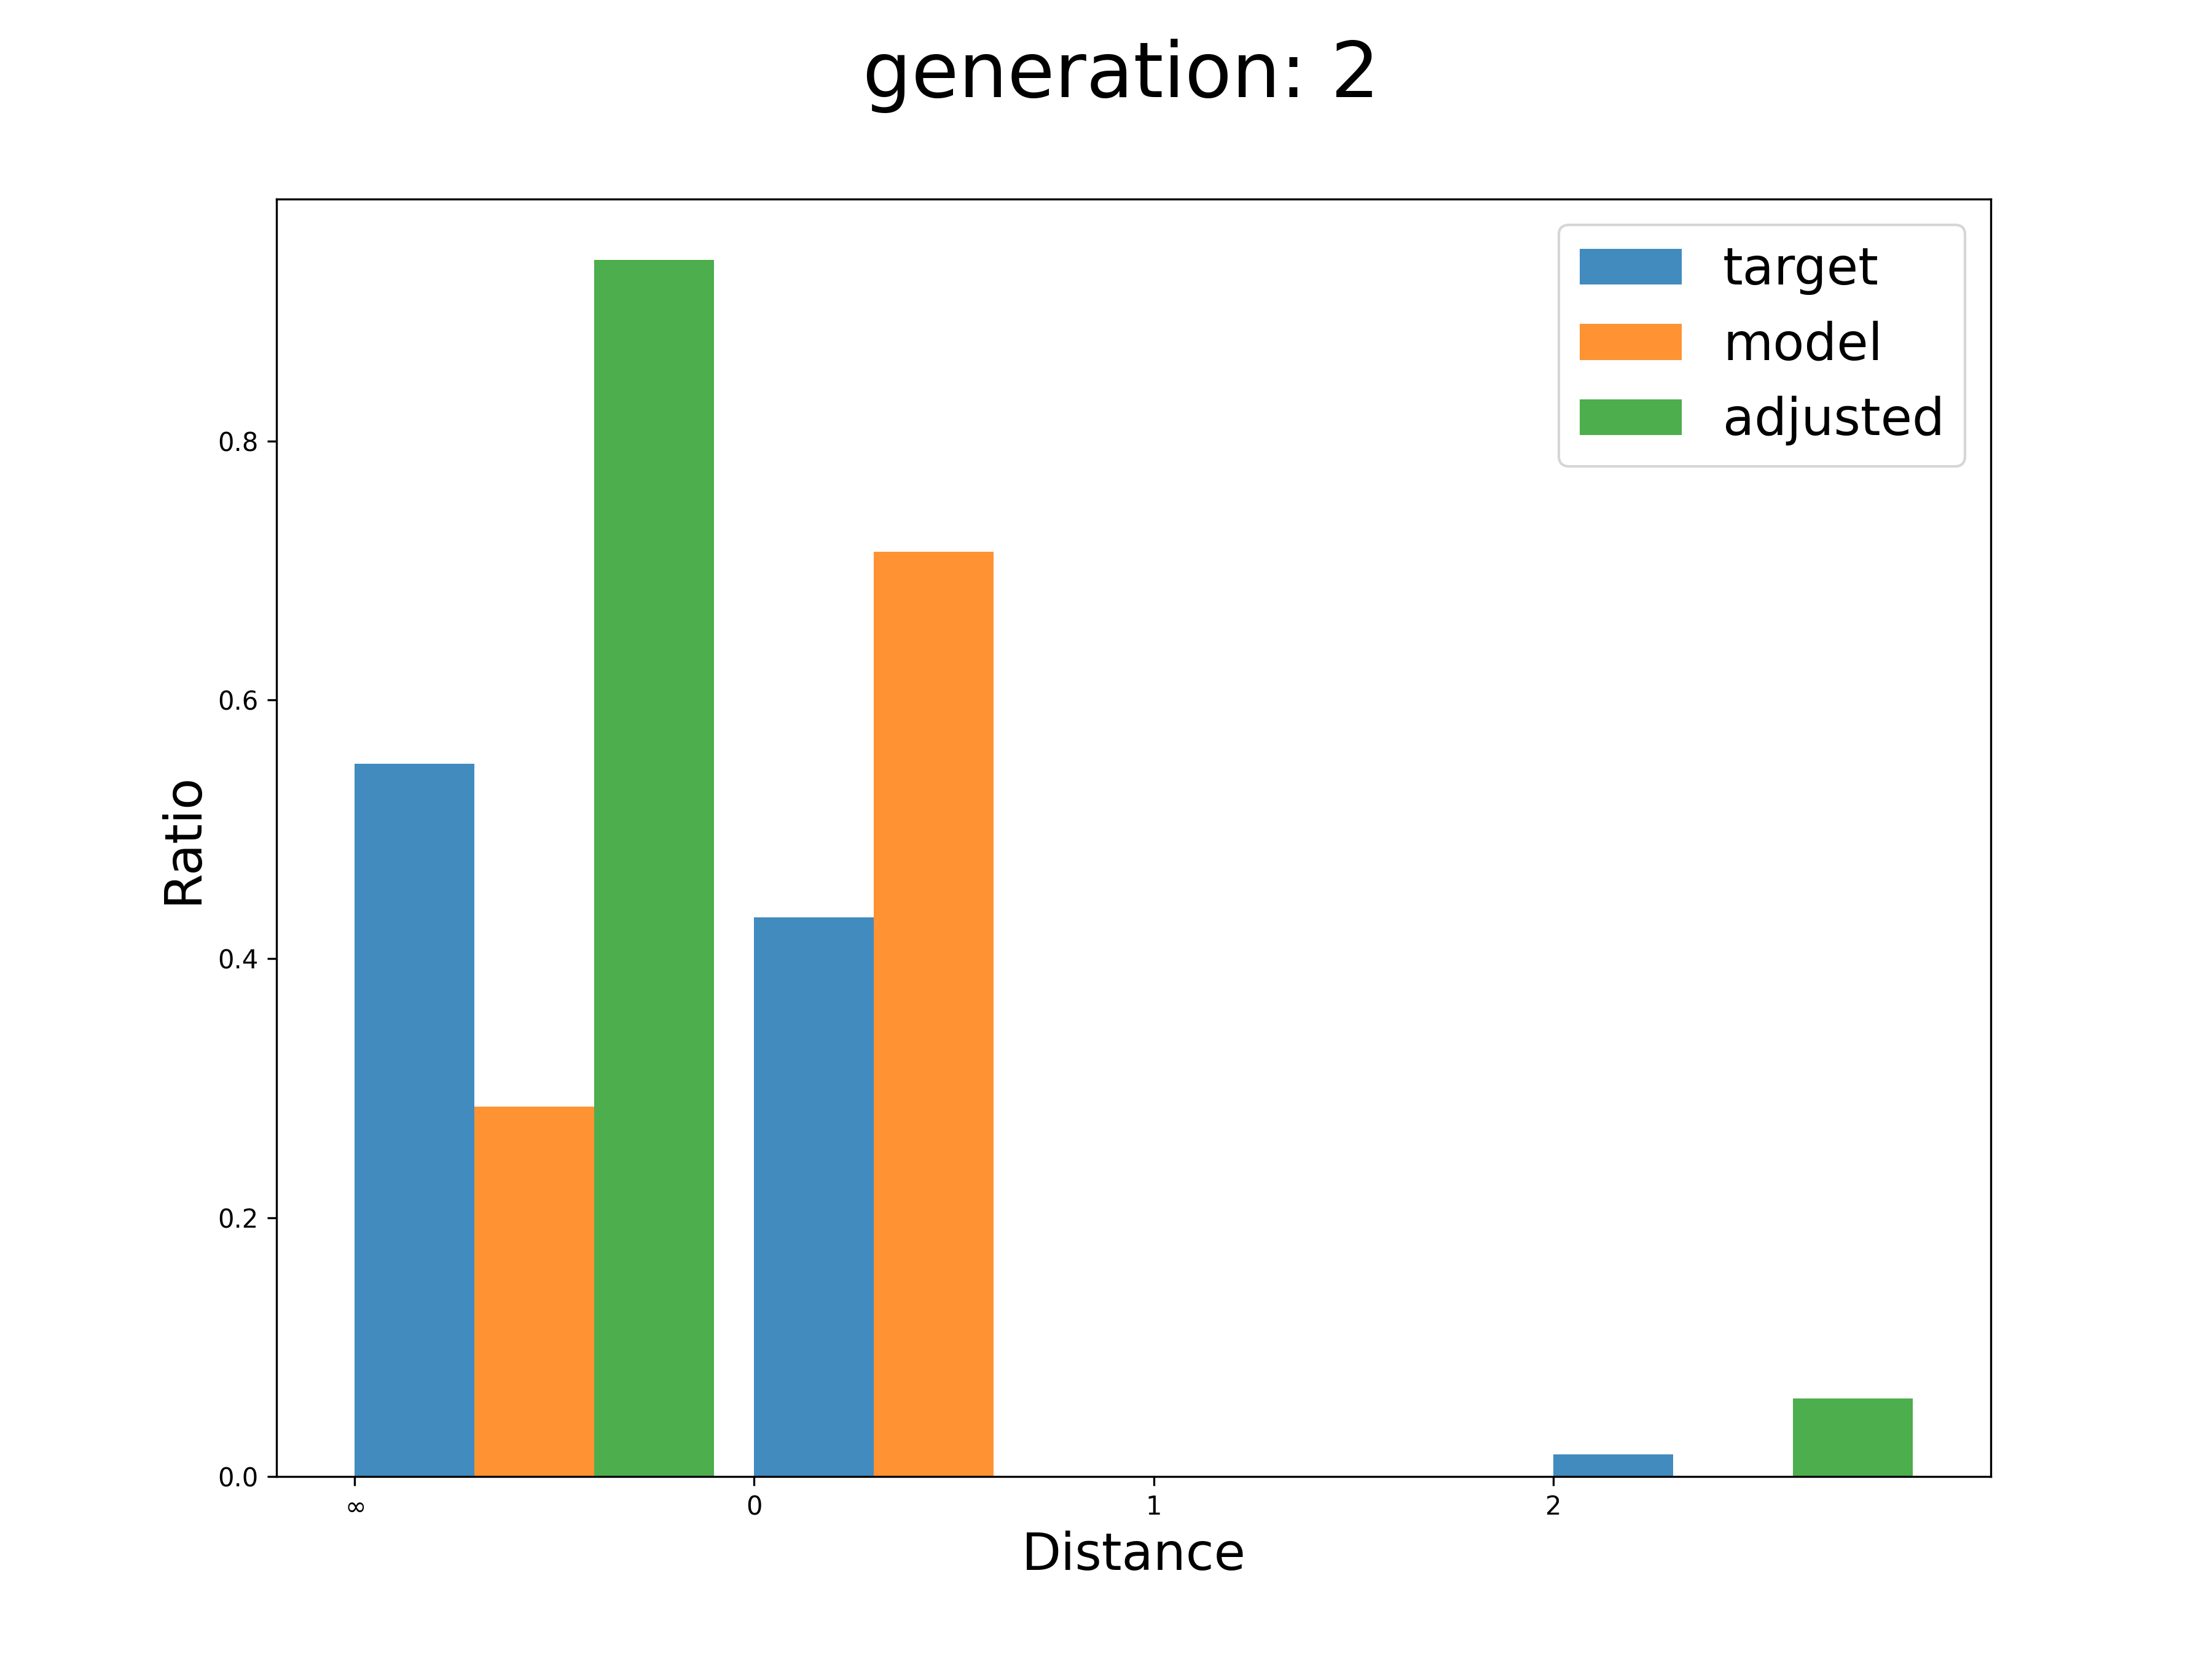 generation: 2
target
model
adjusted
0.8
0.6
0.4
0.2
0.0
Ratio
∞ 0 1 2
Distance